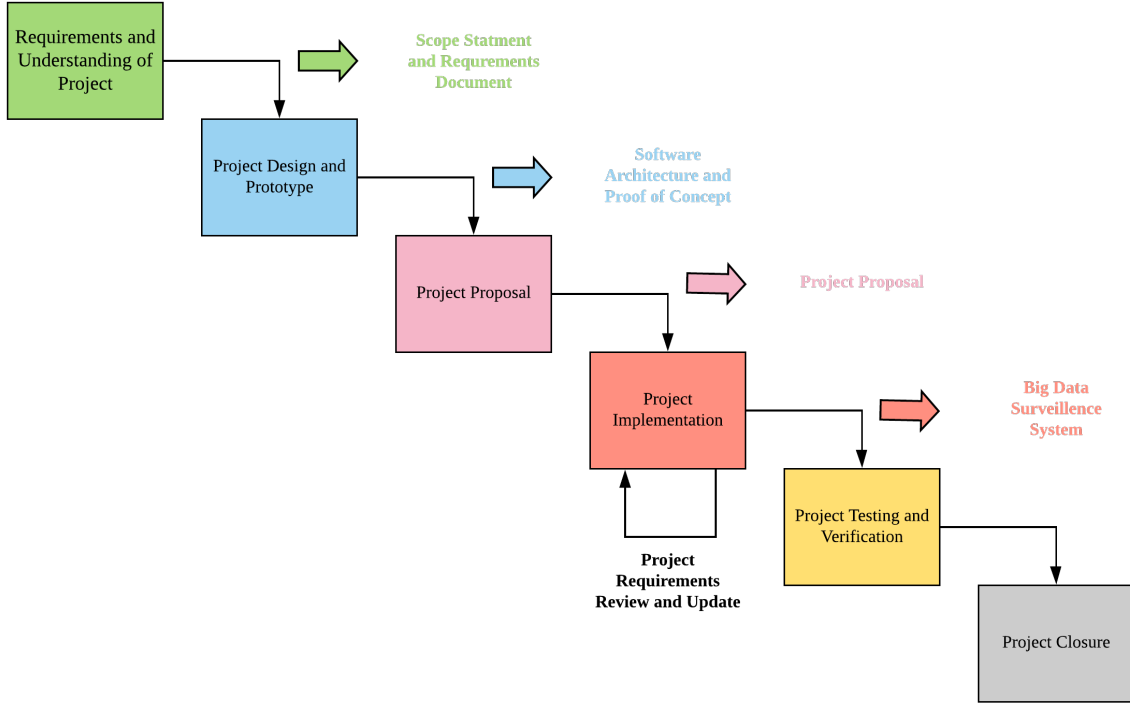 Requirements and
Understanding of
Project
Scope Statment
and Requrements
Document
Project Design and
Prototype
Software
Architecture and
Proof of Concept
Project Proposal
Project Proposal
Project
Implementation
Big Data
Surveillence
System
Project
Requirements
Review and Update
Project Testing and
Verification
Project Closure